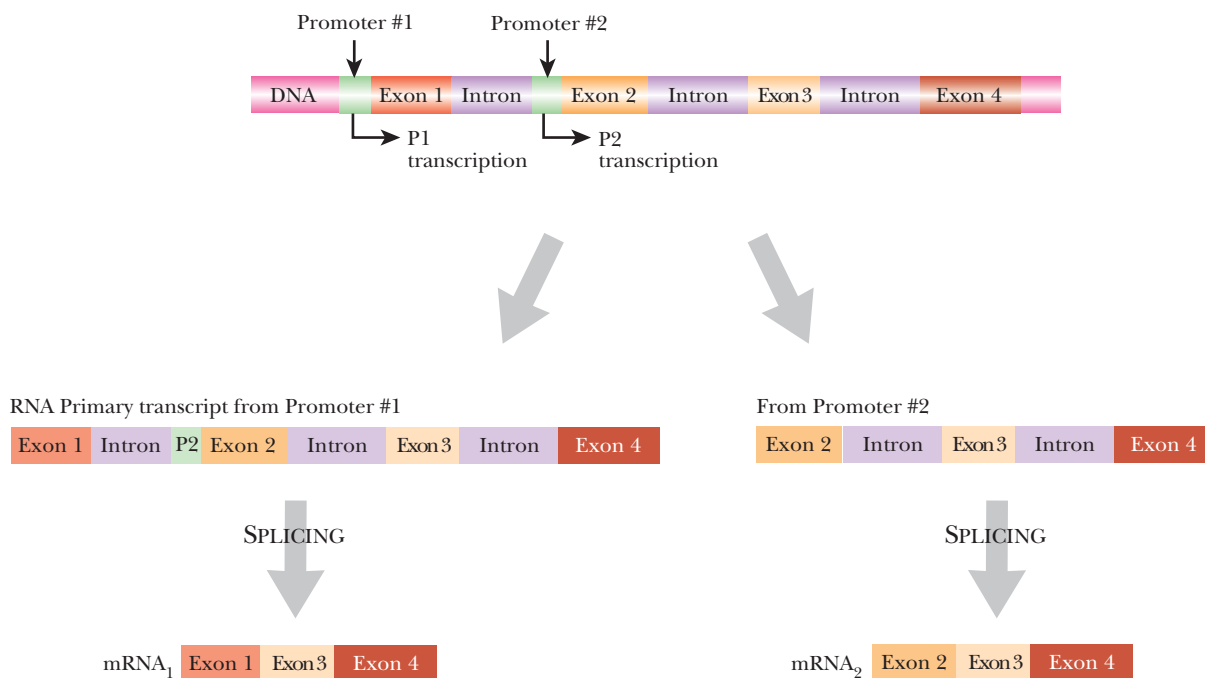 Promoter #1 Promoter #2
DNA Exon 1 Intron Exon 2 Intron Exon 3 Intron Exon 4
P1 transcription
P2 transcription
RNA Primary transcript from Promoter #1
Exon 1 Intron P2 Exon 2 Intron Exon 3 Intron Exon 4
From Promoter #2
Exon 2 Intron Exon 3 Intron Exon 4
SPLICING
SPLICING
mRNA1 Exon 1 Exon 3 Exon 4
mRNA2 Exon 2 Exon 3 Exon 4